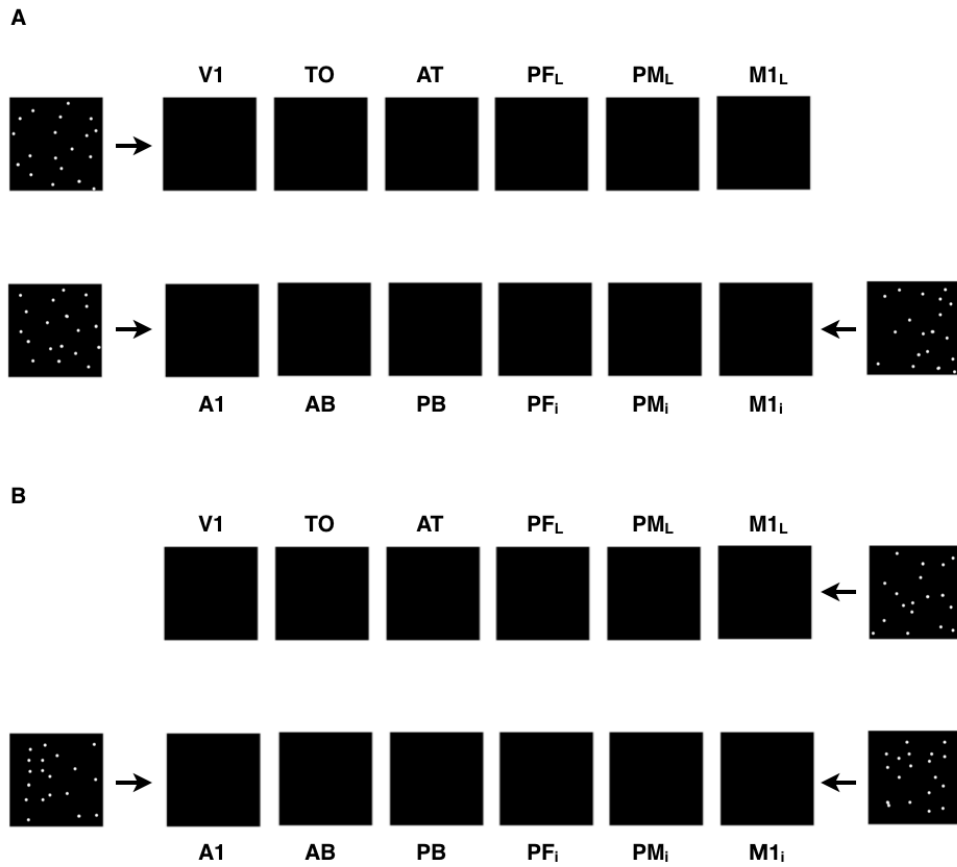 A
V1 TO AT PFL PML M1L
A1 AB PB PFi PMi M1i
B
V1 TO AT PFL PML M1L
A1 AB PB PFi PMi M1i